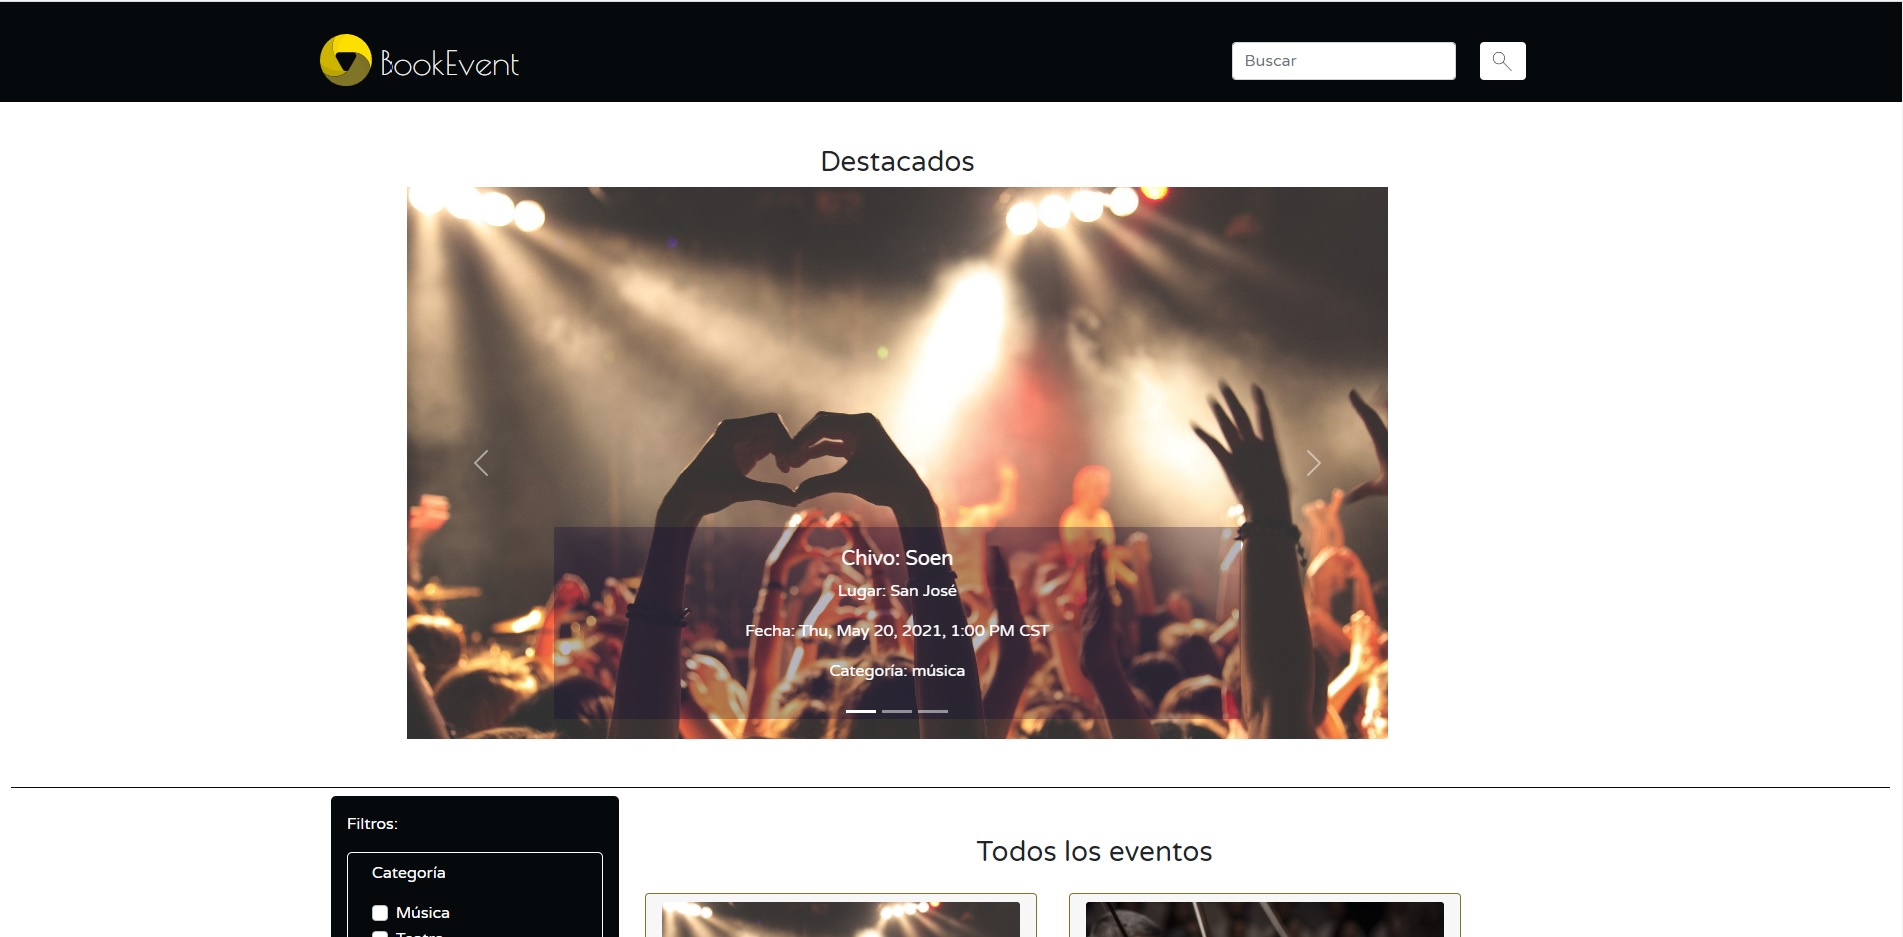 BookEvent
Buscar
Destacados
Chivo: Soen
Lugar: San José
Fecha: Thu, May 20, 2021, 1:00 PM CST
Categoría: música
Filtros:
Categoría
Música
Teatro
Todos los eventos